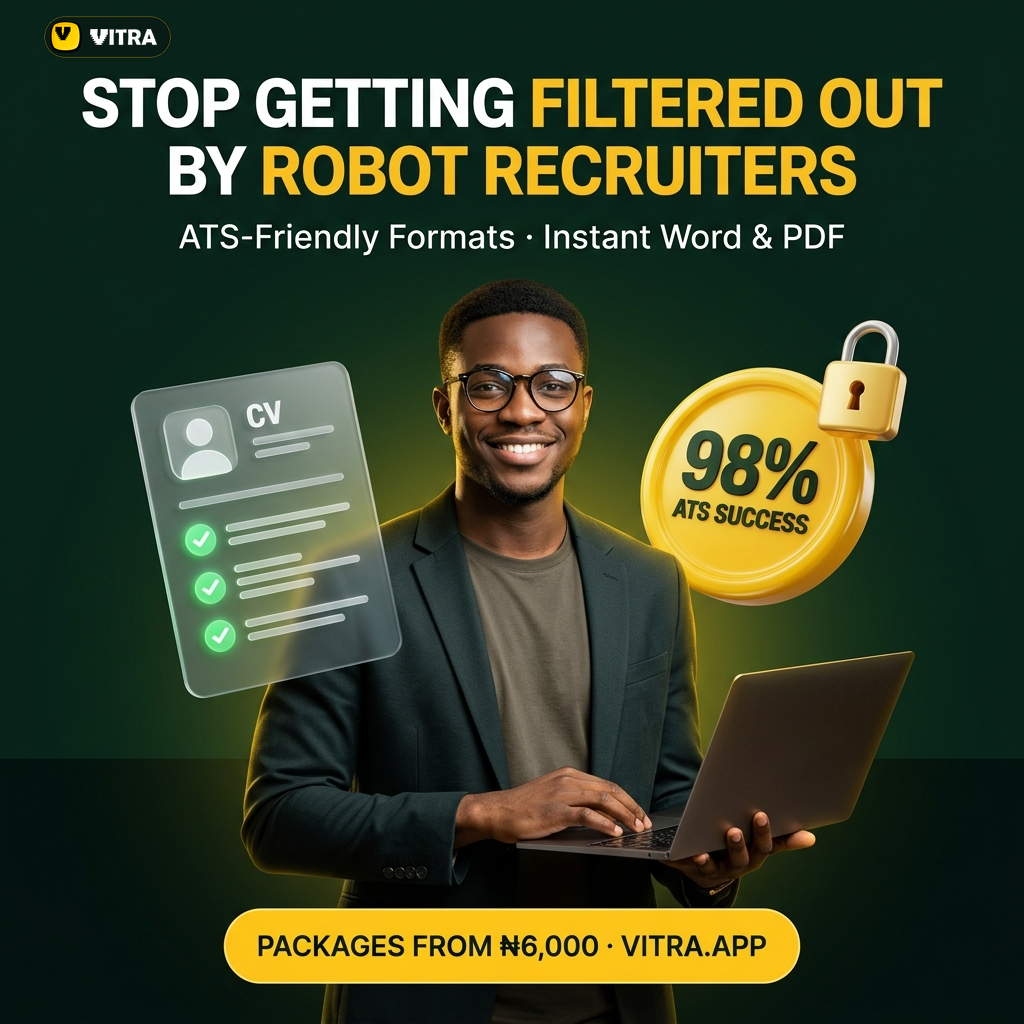 VITRA
STOP GETTING FILTERED OUT
BY ROBOT RECRUITERS
ATS-Friendly Formats · Instant Word & PDF
CV
98%
ATS SUCCESS
PACKAGES FROM ₦6,000 · VITRA.APP